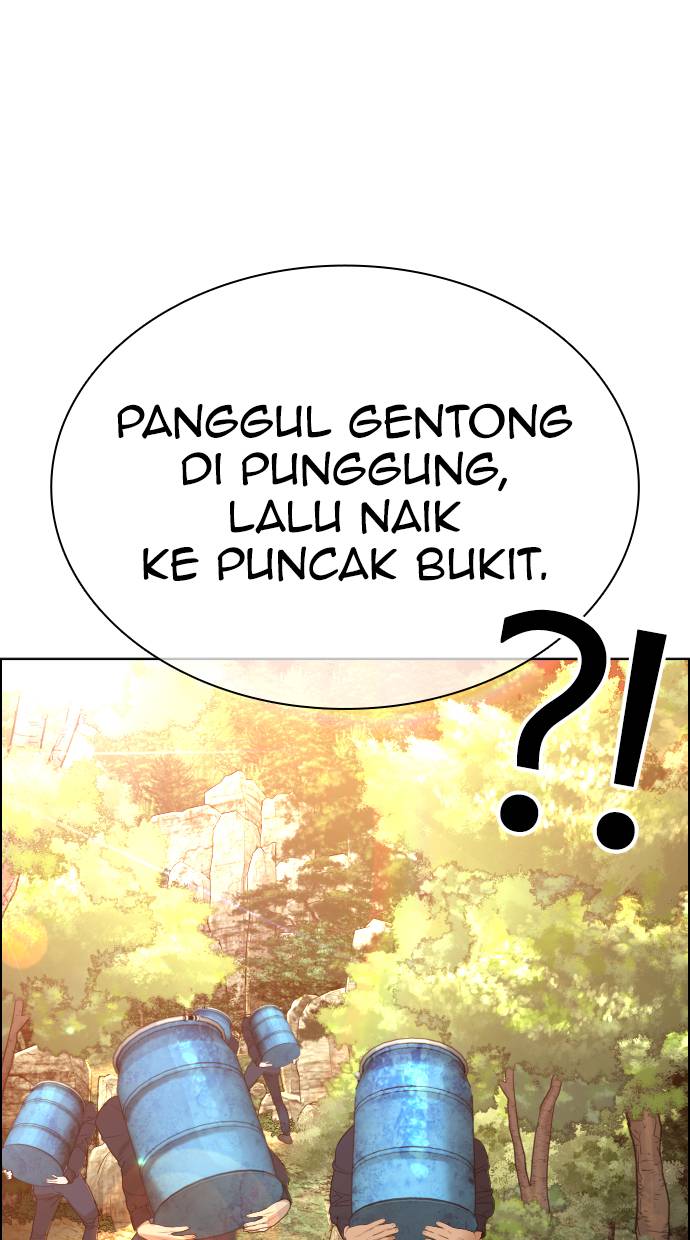 PANGGUL GENTONG
DI PUNGGUNG,
LALU NAIK
KE PUNCAK BUKIT.
?!